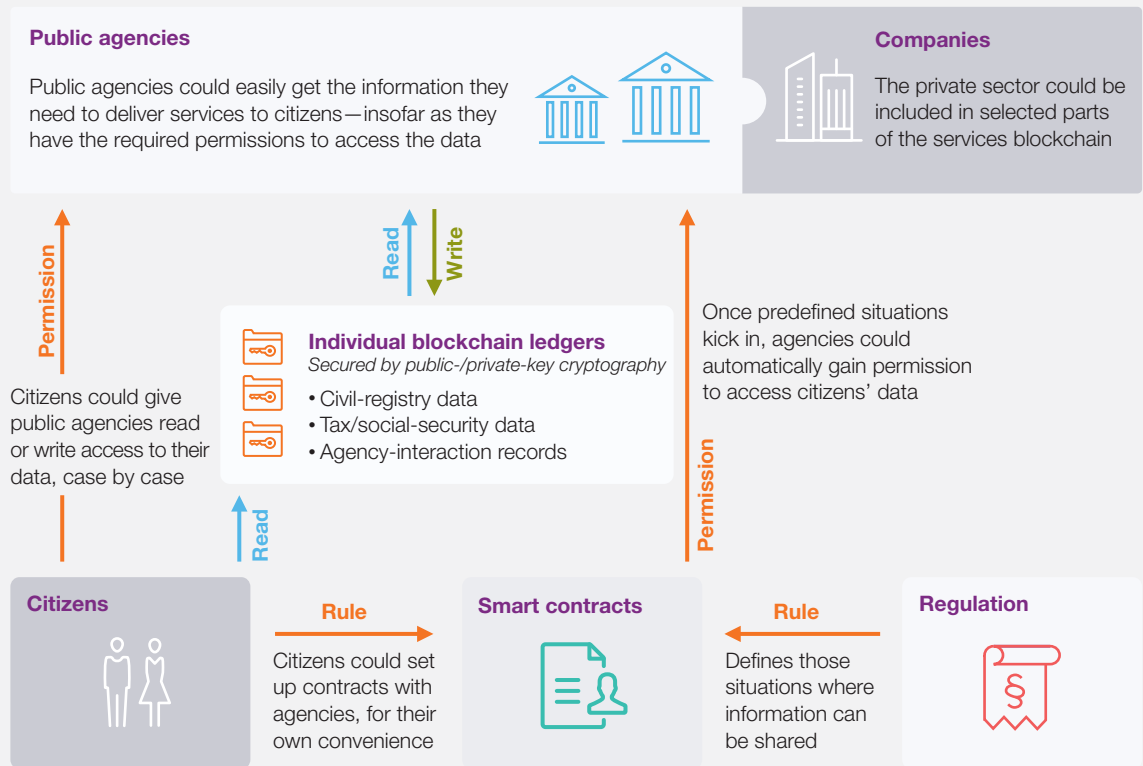 Public agencies
Public agencies could easily get the information they
need to deliver services to citizens—insofar as they
have the required permissions to access the data
Companies
The private sector could be
included in selected parts
of the services blockchain
Permission
Read
Write
Citizens could give
public agencies read
or write access to their
data, case by case
Individual blockchain ledgers
Secured by public-/private-key cryptography
• Civil-registry data
• Tax/social-security data
• Agency-interaction records
Once predefined situations
kick in, agencies could
automatically gain permission
to access citizens’ data
Permission
Read
Citizens
Rule
Citizens could set
up contracts with
agencies, for their
own convenience
Smart contracts
Rule
Defines those
situations where
information can
be shared
Regulation
§